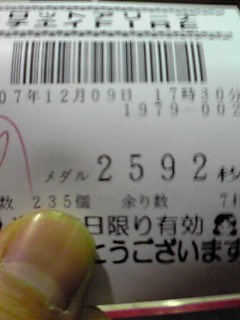 07年12月09日 17時30分
1979-092
メダル 2592 秒
数 235個 余り数 7
日限り有効
とうございます